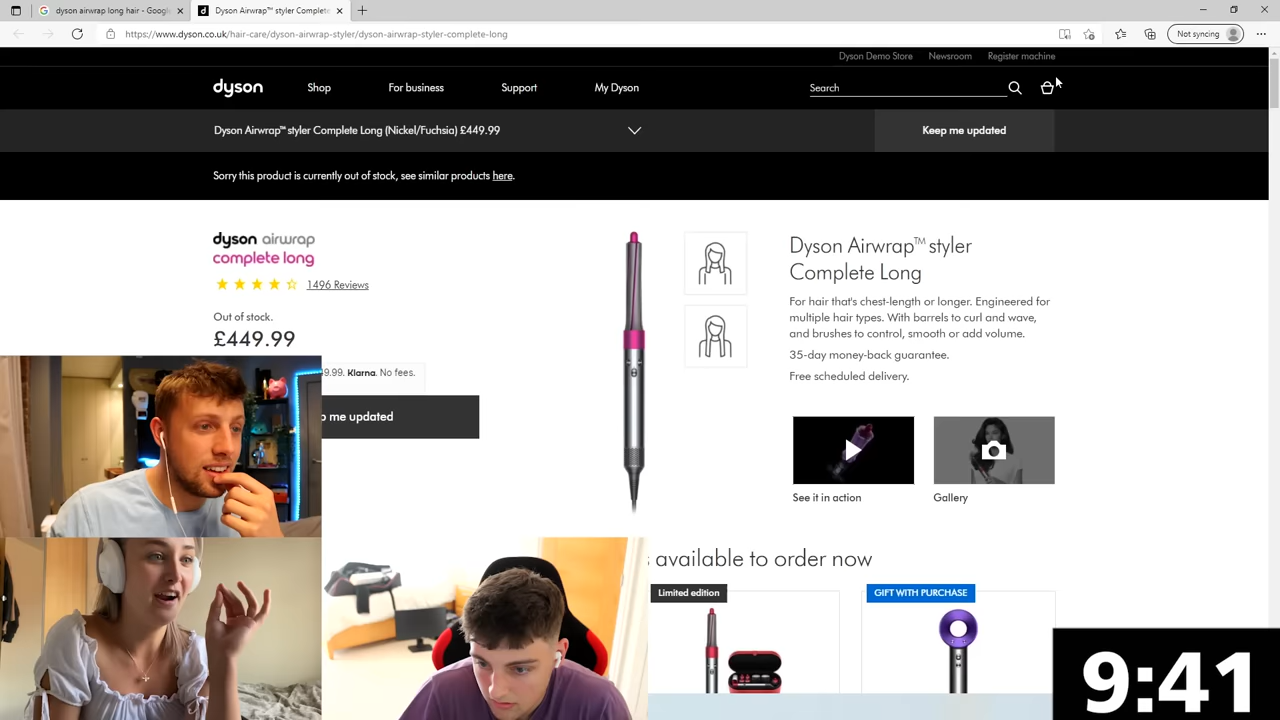 dyson airwrap long hair - Google
Dyson Airwrap™ styler Complete
https://www.dyson.co.uk/hair-care/dyson-airwrap-styler/dyson-airwrap-styler-complete-long
Not syncing
Dyson Demo Store Newsroom Register machine
dyson Shop For business Support My Dyson Search
Dyson Airwrap™ styler Complete Long (Nickel/Fuchsia) £449.99 Keep me updated
Sorry this product is currently out of stock, see similar products here.
dyson airwrap
complete long
1496 Reviews
Out of stock.
£449.99
49.99. Klarna. No fees.
p me updated
Dyson Airwrap™ styler
Complete Long
For hair that's chest-length or longer. Engineered for
multiple hair types. With barrels to curl and wave,
and brushes to control, smooth or add volume.
35-day money-back guarantee.
Free scheduled delivery.
See it in action Gallery
s available to order now
Limited edition GIFT WITH PURCHASE
9:41